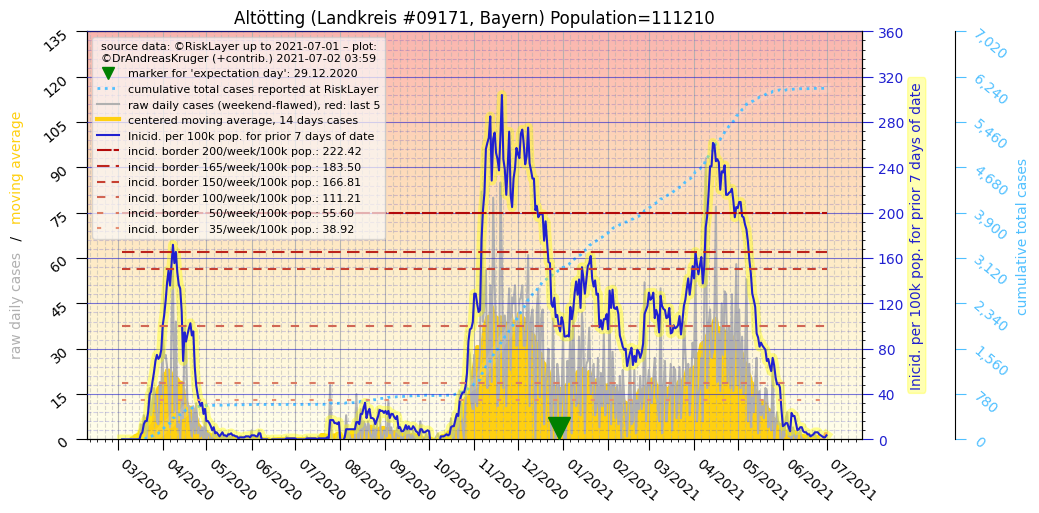 Altötting (Landkreis #09171, Bayern) Population=111210
source data: ©RiskLayer up to 2021-07-01 – plot:
©DrAndreasKruger (+contrib.) 2021-07-02 03:59
marker for 'expectation day': 29.12.2020
cumulative total cases reported at RiskLayer
raw daily cases (weekend-flawed), red: last 5
centered moving average, 14 days cases
Inicid. per 100k pop. for prior 7 days of date
incid. border 200/week/100k pop.: 222.42
incid. border 165/week/100k pop.: 183.50
incid. border 150/week/100k pop.: 166.81
incid. border 100/week/100k pop.: 111.21
incid. border   50/week/100k pop.: 55.60
incid. border   35/week/100k pop.: 38.92
raw daily cases   /   moving average
135
120
105
90
75
60
45
30
15
0
03/2020
04/2020
05/2020
06/2020
07/2020
08/2020
09/2020
10/2020
11/2020
12/2020
01/2021
02/2021
03/2021
04/2021
05/2021
06/2021
07/2021
360
320
280
240
200
160
120
80
40
0
Inicid. per 100k pop. for prior 7 days of date
7,020
6,240
5,460
4,680
3,900
3,120
2,340
1,560
780
0
cumulative total cases